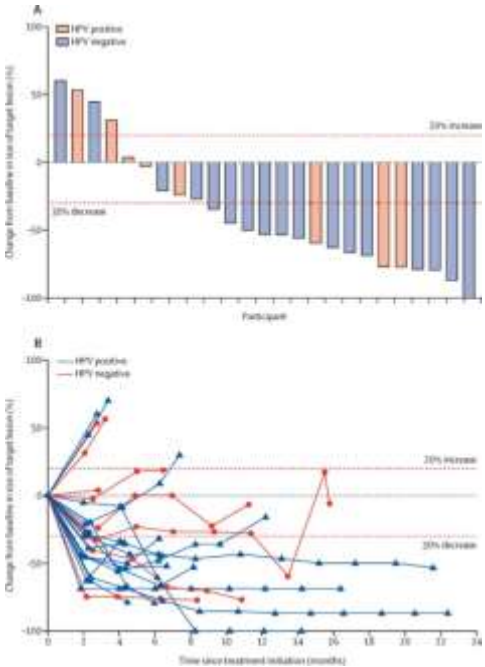 A
100
HPV positive
HPV negative
50
20% increase
0
30% decrease
-50
-100
Change from baseline in size of target lesion (%)
Participant
B
100
HPV positive
HPV negative
50
20% increase
0
30% decrease
-50
-100
Change from baseline in size of target lesion (%)
0 2 4 6 8 10 12 14 16 18 20 22 24
Time since treatment initiation (months)